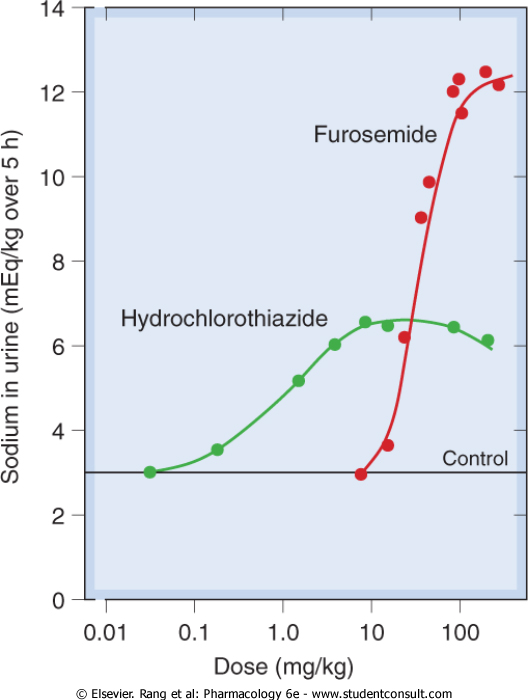 14
12
10
8
6
4
2
0
Sodium in urine (mEq/kg over 5 h)
Furosemide
Hydrochlorothiazide
Control
0.01 0.1 1.0 10 100
Dose (mg/kg)
© Elsevier. Rang et al: Pharmacology 6e - www.studentconsult.com